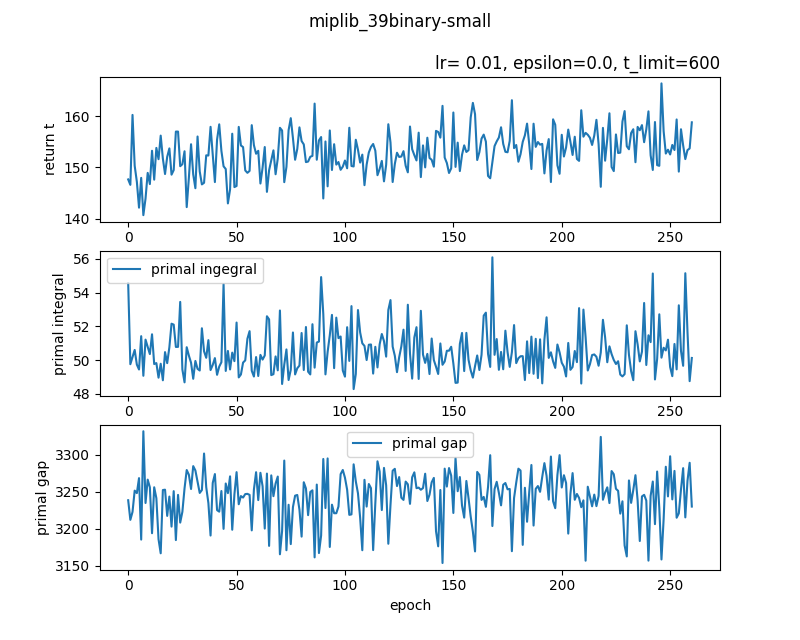 miplib_39binary-small
lr= 0.01, epsilon=0.0, t_limit=600
return t
160
150
140
0 50 100 150 200 250
primal integral
primal ingegral
56
54
52
50
48
0 50 100 150 200 250
primal gap
primal gap
3300
3250
3200
3150
0 50 100 150 200 250
epoch